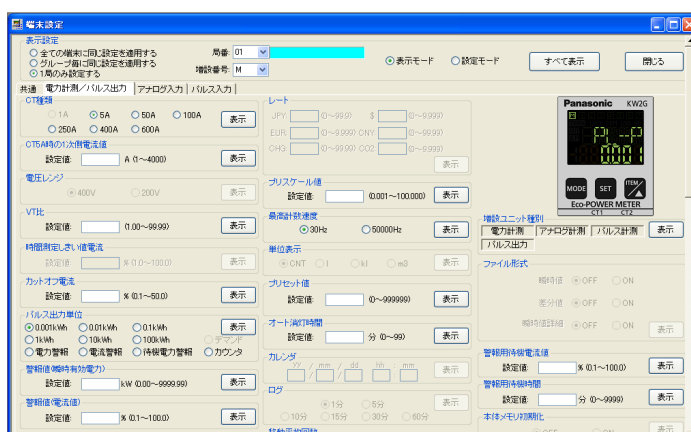 端末設定
表示設定
全ての端末に同じ設定を適用する
グループ毎に同じ設定を適用する
1局のみ設定する
局番: 01
増設番号: M
表示モード 設定モード
すべて表示 閉じる
共通 電力計測/パルス出力 アナログ入力 パルス入力
CT種類
1A 5A 50A 100A
250A 400A 600A
表示
CT5A時の1次側電流値
設定値: A (1～4000) 表示
電圧レンジ
400V 200V 表示
VT比
設定値: (1.00～99.99) 表示
時間測定しきい値電流
設定値: % (1.0～100.0) 表示
カットオフ電流
設定値: % (0.1～50.0) 表示
パルス出力単位
0.001kWh 0.01kWh 0.1kWh 表示
1kWh 10kWh 100kWh デマンド
電力警報 電流警報 待機電力警報 カウンタ
警報値(瞬時有効電力)
設定値: kW (0.00～9999.99) 表示
警報値(電流値)
設定値: % (0.1～100.0) 表示
レート
JPY: (0～99.99) $ (0～9.999)
EUR: (0～9.999) CNY (0～9.999)
CH3: (0～99.99) CO2 (0～9.999)
表示
プリスケール値
設定値: (0.001～100.000) 表示
最高計数速度
30Hz 50000Hz 表示
単位表示
CNT l kl m3 表示
プリセット値
設定値: (0～999999) 表示
オート消灯時間
設定値: 分 (0～99) 表示
カレンダ
yy / mm / dd hh : mm 表示
ログ
1分 5分
10分 15分 30分 60分
表示
移動平均回数
Panasonic KW2G
PL--P
0.001
MODE SET ITEM
Eco-POWER METER
CT1 CT2
増設ユニット種別
電力計測 アナログ計測 パルス計測 表示
パルス出力
ファイル形式
瞬時値 OFF ON
差分値 OFF ON
瞬時値詳細 OFF ON 表示
警報用待機電流値
設定値: % (0.1～100.0) 表示
警報用待機時間
設定値: 分 (0～9999) 表示
本体メモリ初期化
OFF ON 表示